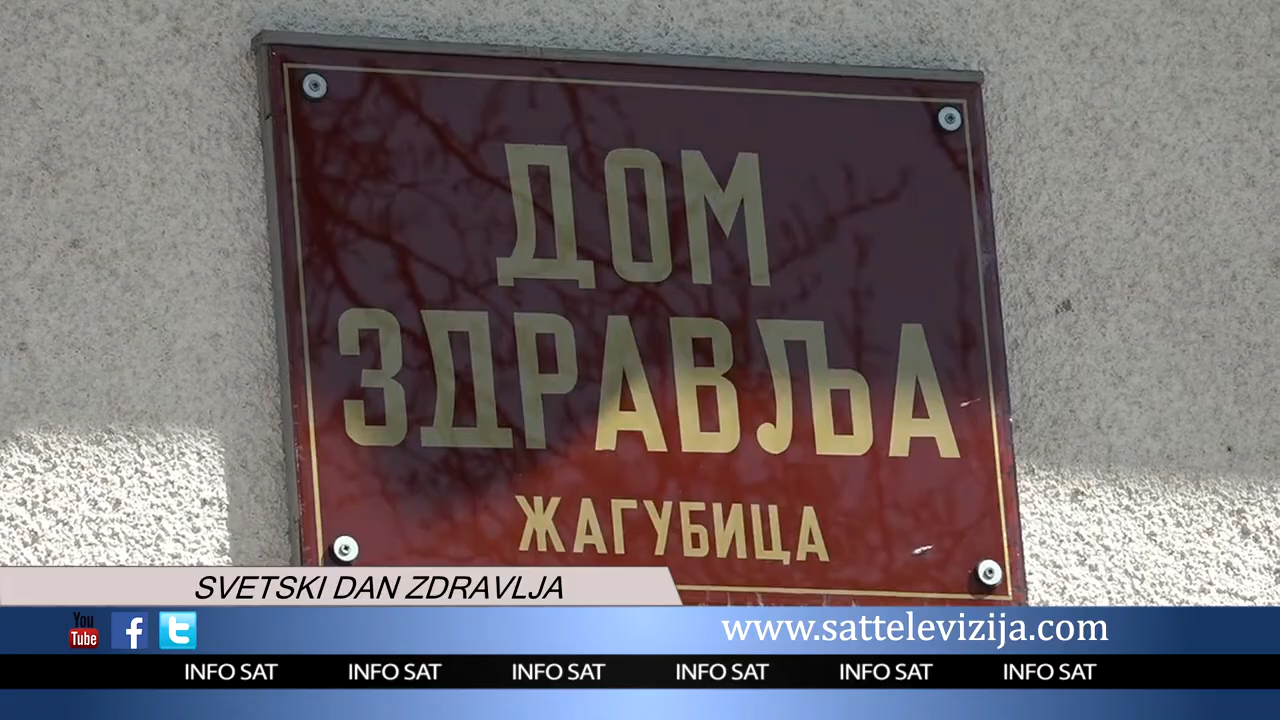 ДОМ
ЗДРАВЉА
ЖАГУБИЦА
SVETSKI DAN ZDRAVLJA
You
Tube
f
t
www.sattelevizija.com
INFO SAT INFO SAT INFO SAT INFO SAT INFO SAT INFO SAT